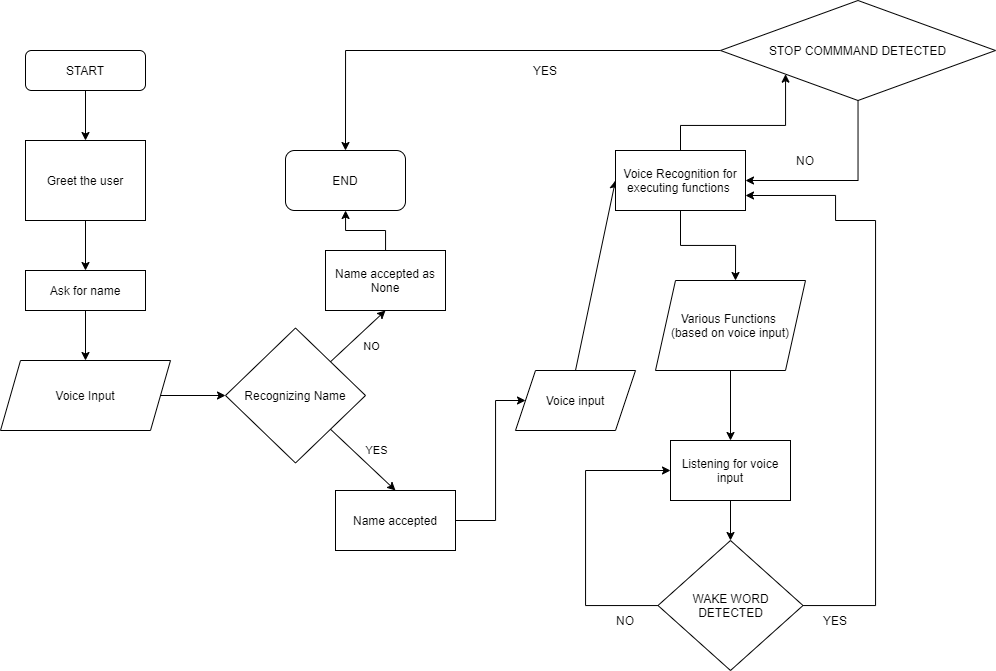 START
Greet the user
Ask for name
Voice Input
Recognizing Name
NO
YES
Name accepted as
None
END
Name accepted
Voice input
Voice Recognition for
executing functions
YES
STOP COMMMAND DETECTED
NO
Various Functions
(based on voice input)
Listening for voice
input
WAKE WORD
DETECTED
NO
YES